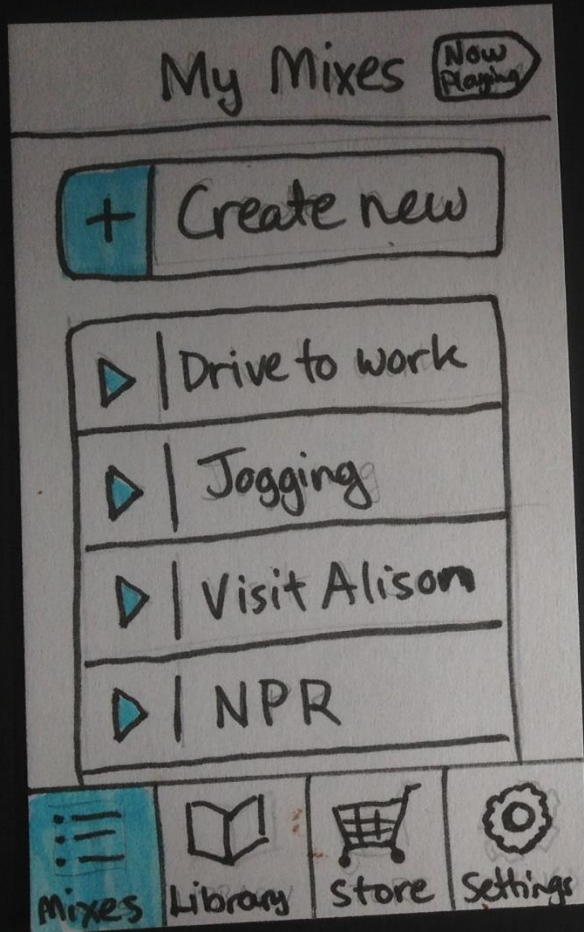 My Mixes
Now
Playing
+ Create new
Drive to work
Jogging
Visit Alison
NPR
Mixes
Library
Store
Settings